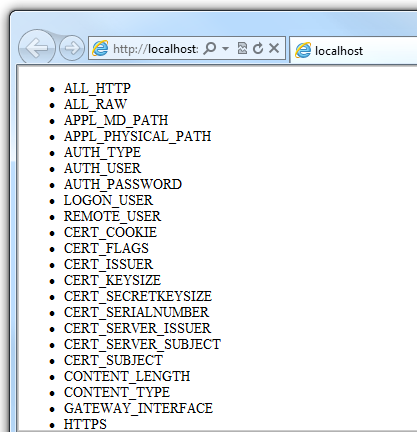 http://localhost:
localhost
ALL_HTTP
ALL_RAW
APPL_MD_PATH
APPL_PHYSICAL_PATH
AUTH_TYPE
AUTH_USER
AUTH_PASSWORD
LOGON_USER
REMOTE_USER
CERT_COOKIE
CERT_FLAGS
CERT_ISSUER
CERT_KEYSIZE
CERT_SECRETKEYSIZE
CERT_SERIALNUMBER
CERT_SERVER_ISSUER
CERT_SERVER_SUBJECT
CERT_SUBJECT
CONTENT_LENGTH
CONTENT_TYPE
GATEWAY_INTERFACE
HTTPS